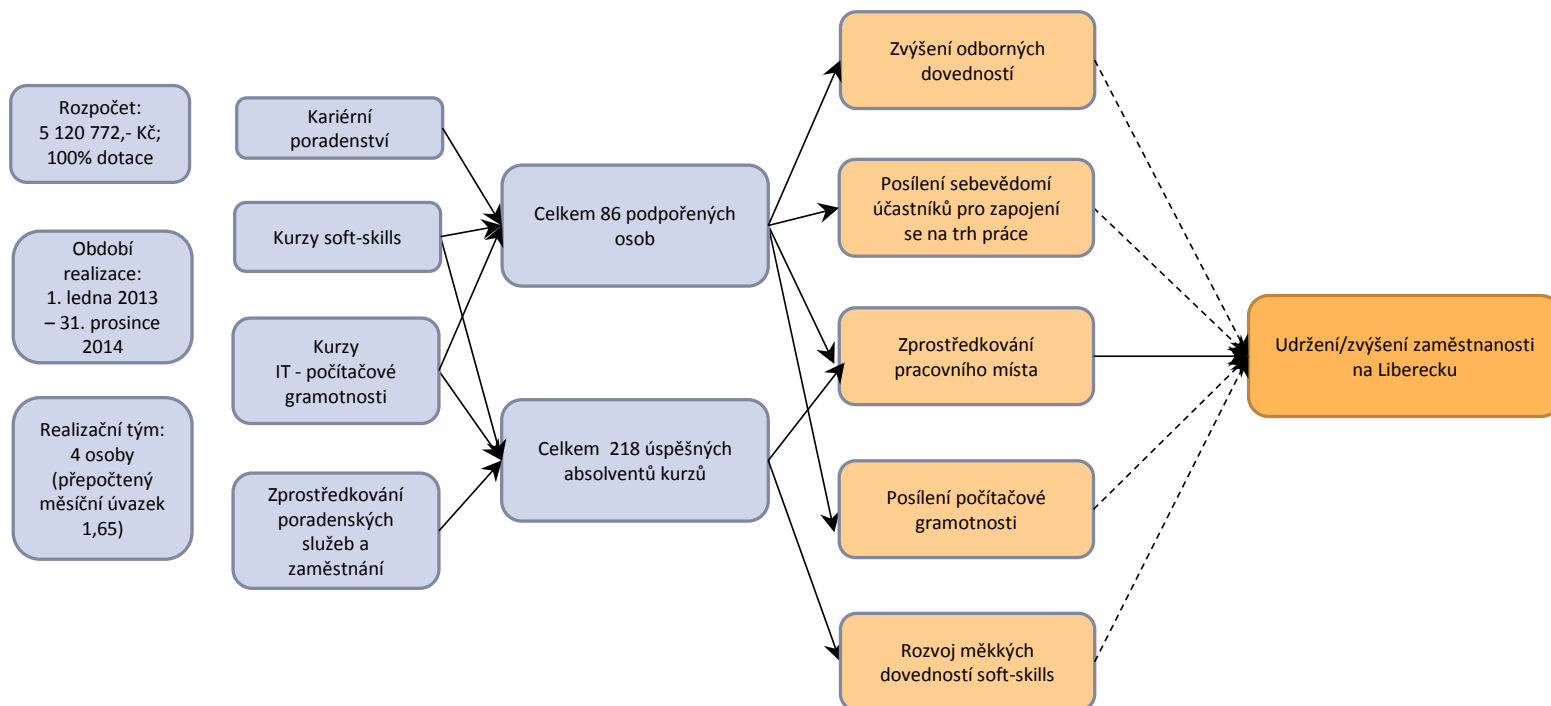 Rozpočet:
5 120 772,- Kč;
100% dotace
Období
realizace:
1. ledna 2013
– 31. prosince
2014
Realizační tým:
4 osoby
(přepočtený
měsíční úvazek
1,65)
Kariérní
poradenství
Kurzy soft-skills
Kurzy
IT - počítačové
gramotnosti
Zprostředkování
poradenských
služeb a
zaměstnání
Celkem 86 podpořených
osob
Celkem  218 úspěšných
absolventů kurzů
Zvýšení odborných
dovedností
Posílení sebevědomí
účastníků pro zapojení
se na trh práce
Zprostředkování
pracovního místa
Posílení počítačové
gramotnosti
Rozvoj měkkých
dovedností soft-skills
Udržení/zvýšení zaměstnanosti
na Liberecku